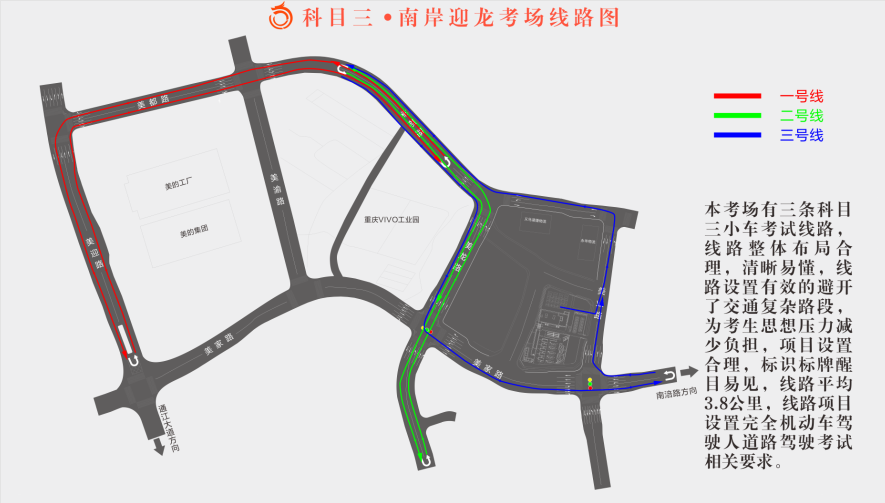 科目三•南岸迎龙考场线路图
一号线
二号线
三号线
美都路
美的工厂
美的集团
美迎路
美家路
重庆VIVO工业园
美家路
通江大道方向
南涪路方向
本考场有三条科目
三小车考试线路，
线路整体布局合
理，清晰易懂，线
路设置有效的避开
了交通复杂路段，
为考生思想压力减
少负担，项目设置
合理，标识标牌醒
目易见，线路平均
3.8公里，线路项目
设置完全机动车驾
驶人道路驾驶考试
相关要求。